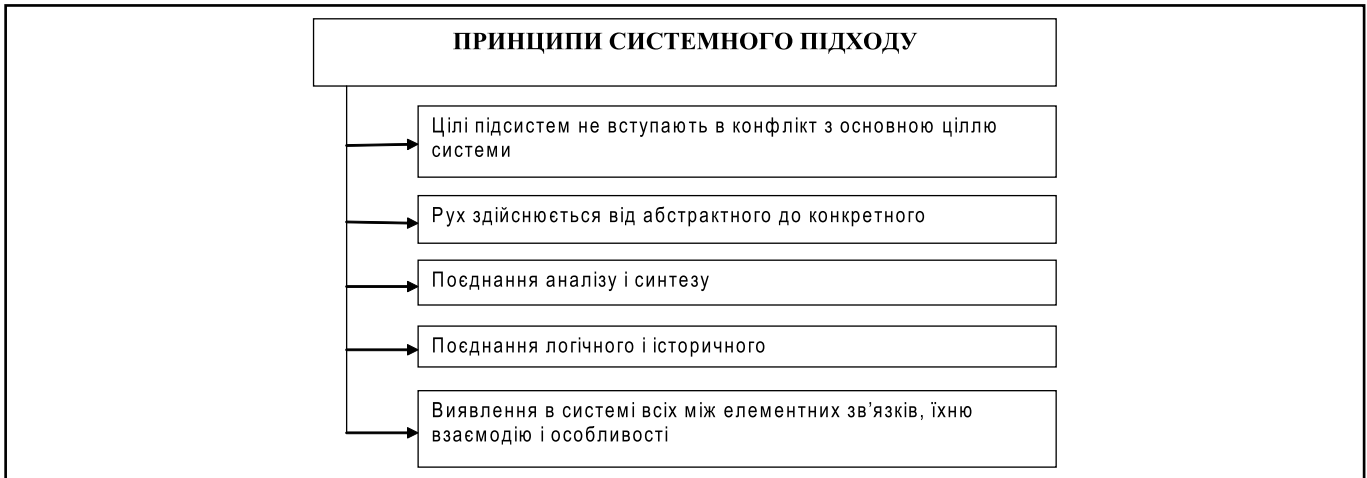 ПРИНЦИПИ СИСТЕМНОГО ПІДХОДУ
Цілі підсистем не вступають в конфлікт з основною ціллю
системи
Рух здійснюється від абстрактного до конкретного
Поєднання аналізу і синтезу
Поєднання логічного і історичного
Виявлення в системі всіх між елементних зв’язків, їхню
взаємодію і особливості